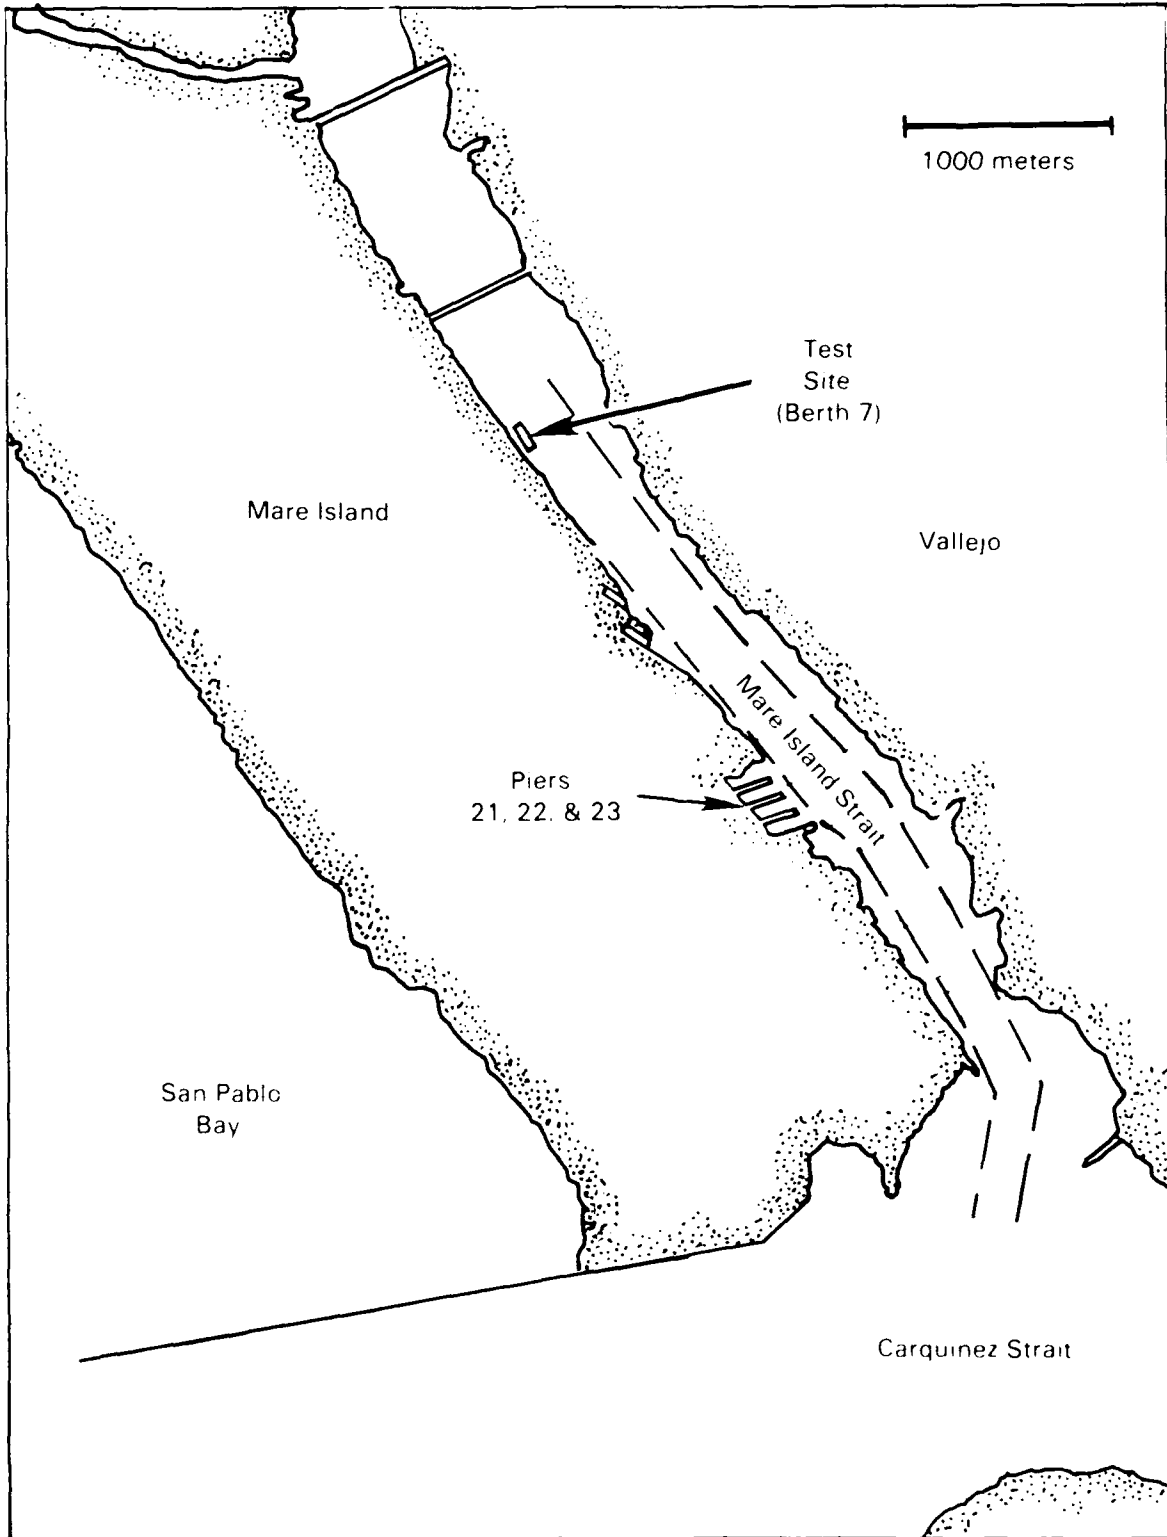 1000 meters
Test
Site
(Berth 7)
Mare Island
Vallejo
Mare Island Strait
Piers
21, 22. & 23
San Pablo
Bay
Carquinez Strait